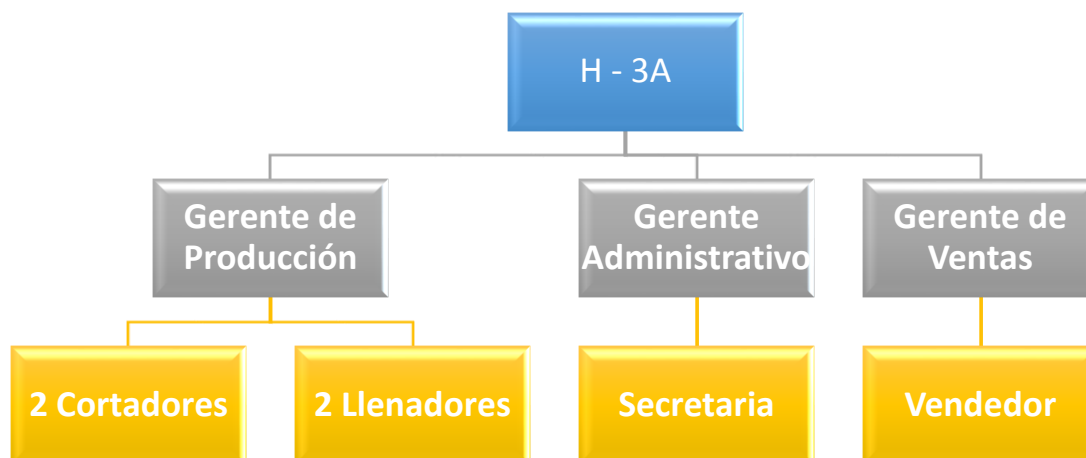 H - 3A
Gerente de
Producción
Gerente
Administrativo
Gerente de
Ventas
2 Cortadores
2 Llenadores
Secretaria
Vendedor